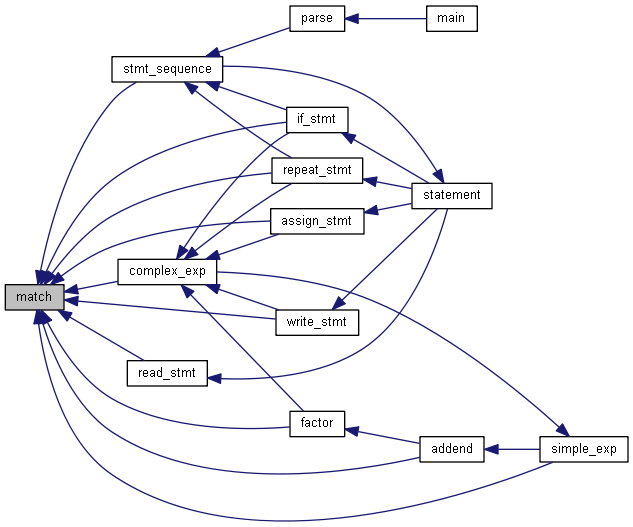 parse
main
stmt_sequence
if_stmt
repeat_stmt
statement
assign_stmt
complex_exp
match
write_stmt
read_stmt
factor
addend
simple_exp